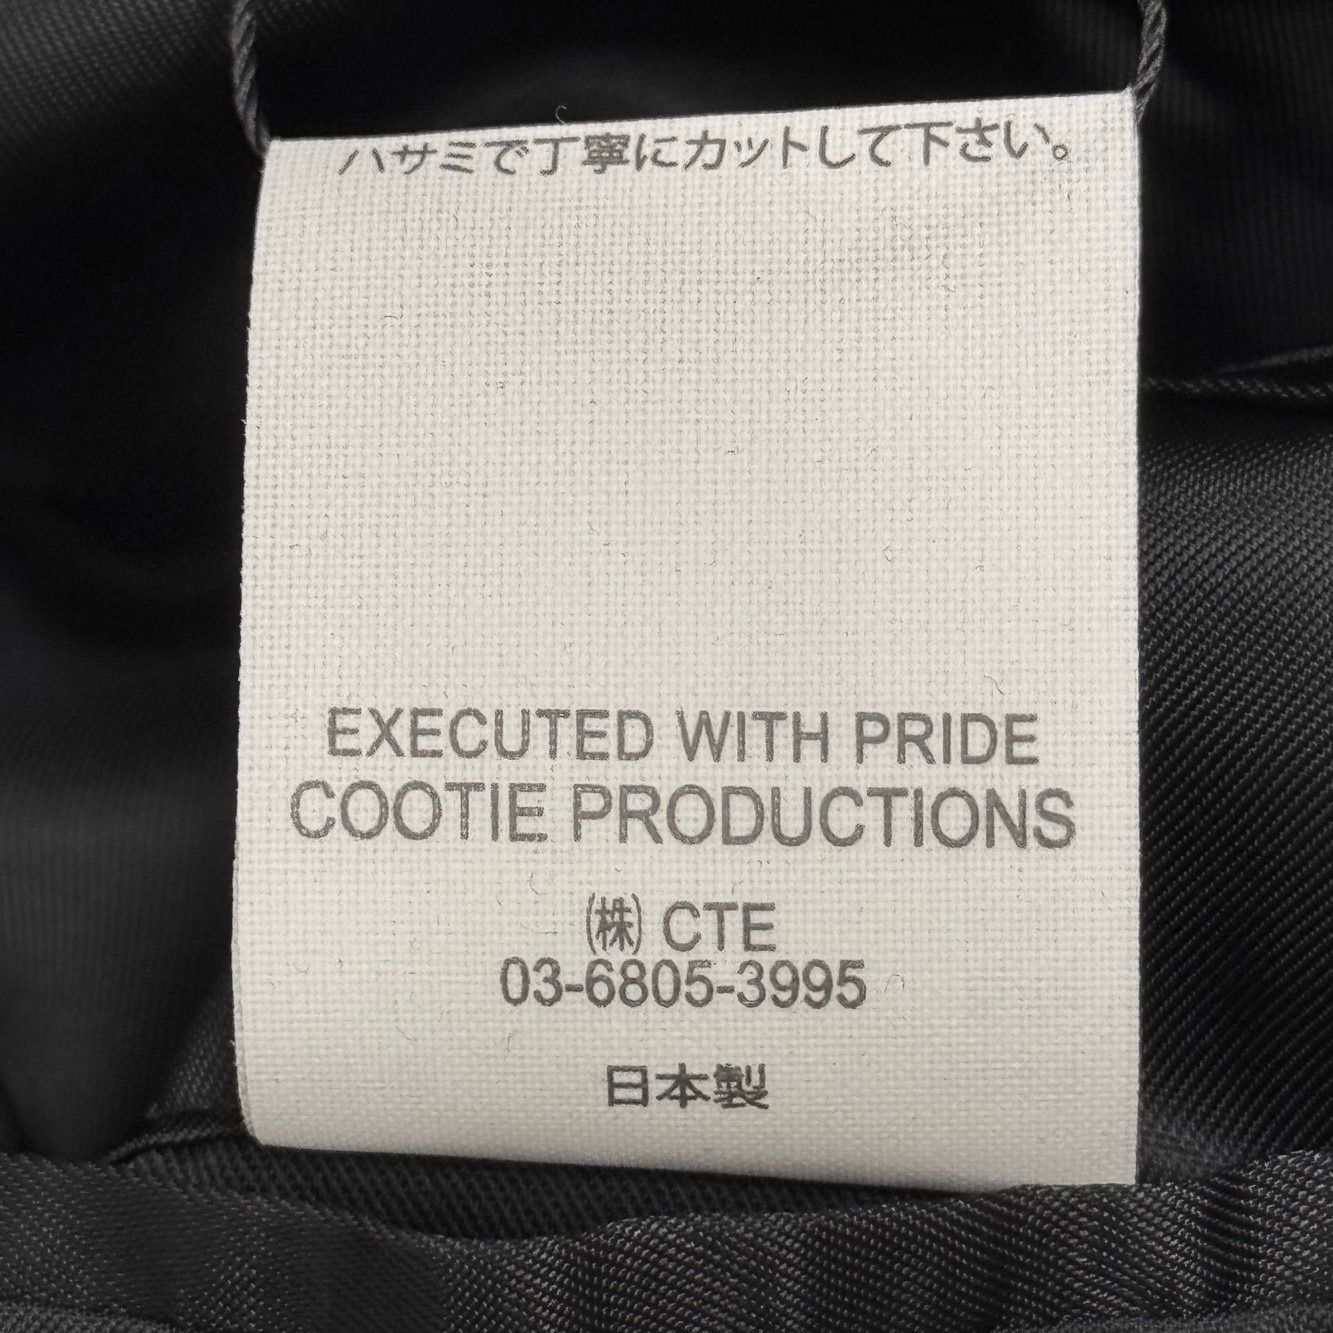 ハサミで丁寧にカットして下さい。
EXECUTED WITH PRIDE
COOTIE PRODUCTIONS
㈱ CTE
03-6805-3995
日本製